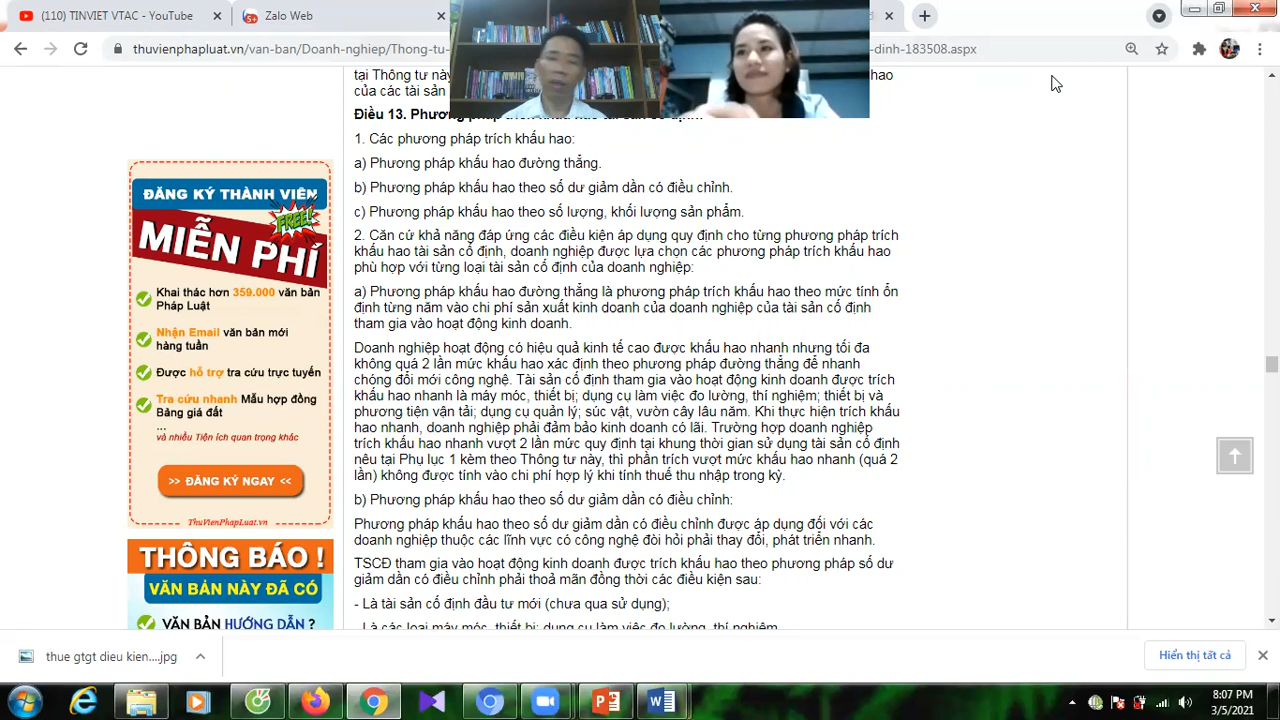 (110) TINVIET VTAC - YouTube
Zalo Web
thuvienphapluat.vn/van-ban/Doanh-nghiep/Thong-tu-
-dinh-183508.aspx
tại Thông tư này
hao
của các tài sản
Điều 13. Phương pháp
1. Các phương pháp trích khấu hao:
a) Phương pháp khấu hao đường thẳng.
b) Phương pháp khấu hao theo số dư giảm dần có điều chỉnh.
c) Phương pháp khấu hao theo số lượng, khối lượng sản phẩm.
2. Căn cứ khả năng đáp ứng các điều kiện áp dụng quy định cho từng phương pháp trích
khấu hao tài sản cố định, doanh nghiệp được lựa chọn các phương pháp trích khấu hao
phù hợp với từng loại tài sản cố định của doanh nghiệp:
a) Phương pháp khấu hao đường thẳng là phương pháp trích khấu hao theo mức tính ổn
định từng năm vào chi phí sản xuất kinh doanh của doanh nghiệp của tài sản cố định
tham gia vào hoạt động kinh doanh.
Doanh nghiệp hoạt động có hiệu quả kinh tế cao được khấu hao nhanh nhưng tối đa
không quá 2 lần mức khấu hao xác định theo phương pháp đường thẳng để nhanh
chóng đổi mới công nghệ. Tài sản cố định tham gia vào hoạt động kinh doanh được trích
khấu hao nhanh là máy móc, thiết bị; dụng cụ làm việc đo lường, thí nghiệm; thiết bị và
phương tiện vận tải; dụng cụ quản lý; súc vật, vườn cây lâu năm. Khi thực hiện trích khấu
hao nhanh, doanh nghiệp phải đảm bảo kinh doanh có lãi. Trường hợp doanh nghiệp
trích khấu hao nhanh vượt 2 lần mức quy định tại khung thời gian sử dụng tài sản cố định
nêu tại Phụ lục 1 kèm theo Thông tư này, thì phần trích vượt mức khấu hao nhanh (quá 2
lần) không được tính vào chi phí hợp lý khi tính thuế thu nhập trong kỳ.
b) Phương pháp khấu hao theo số dư giảm dần có điều chỉnh:
Phương pháp khấu hao theo số dư giảm dần có điều chỉnh được áp dụng đối với các
doanh nghiệp thuộc các lĩnh vực có công nghệ đòi hỏi phải thay đổi, phát triển nhanh.
TSCĐ tham gia vào hoạt động kinh doanh được trích khấu hao theo phương pháp số dư
giảm dần có điều chỉnh phải thoả mãn đồng thời các điều kiện sau:
- Là tài sản cố định đầu tư mới (chưa qua sử dụng);
- Là các loại máy móc, thiết bị; dụng cụ làm việc đo lường, thí nghiệm.
ĐĂNG KÝ THÀNH VIÊN
FREE!
MIỄN PHÍ
Khai thác hơn 359.000 văn bản
Pháp Luật
Nhận Email văn bản mới
hàng tuần
Được hỗ trợ tra cứu trực tuyến
Tra cứu nhanh Mẫu hợp đồng
Bảng giá đất
...
và nhiều Tiện ích quan trọng khác
>> ĐĂNG KÝ NGAY <<
ThuVienPhapLuat.vn
THÔNG BÁO !
VĂN BẢN NÀY ĐÃ CÓ
VĂN BẢN HƯỚNG DẪN ?
thue gtgt dieu kien....jpg
Hiển thị tất cả
8:07 PM
3/5/2021